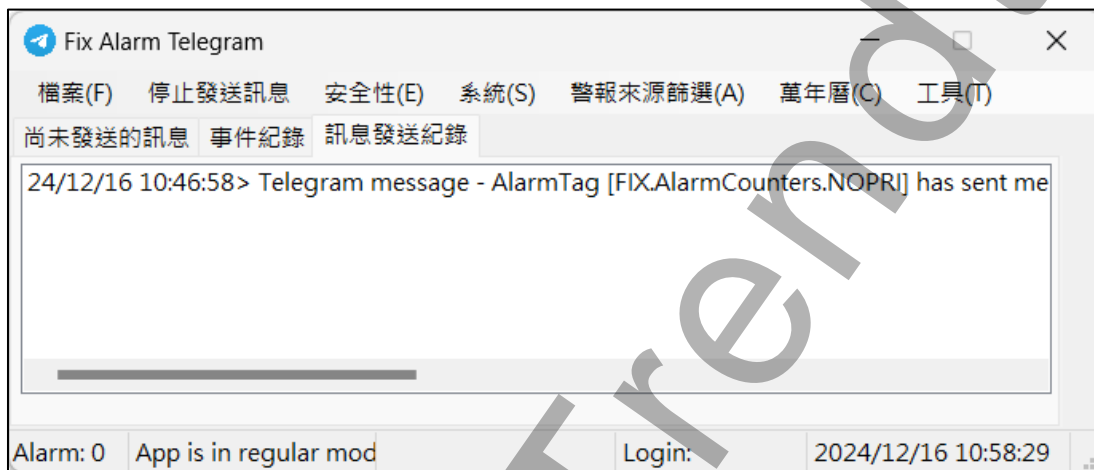 Fix Alarm Telegram
檔案(F) 停止發送訊息 安全性(E) 系統(S) 警報來源篩選(A) 萬年曆(C) 工具(T)
尚未發送的訊息 事件紀錄 訊息發送紀錄
24/12/16 10:46:58> Telegram message - AlarmTag [FIX.AlarmCounters.NOPRI] has sent me
Alarm: 0 App is in regular mod Login: 2024/12/16 10:58:29
Trend